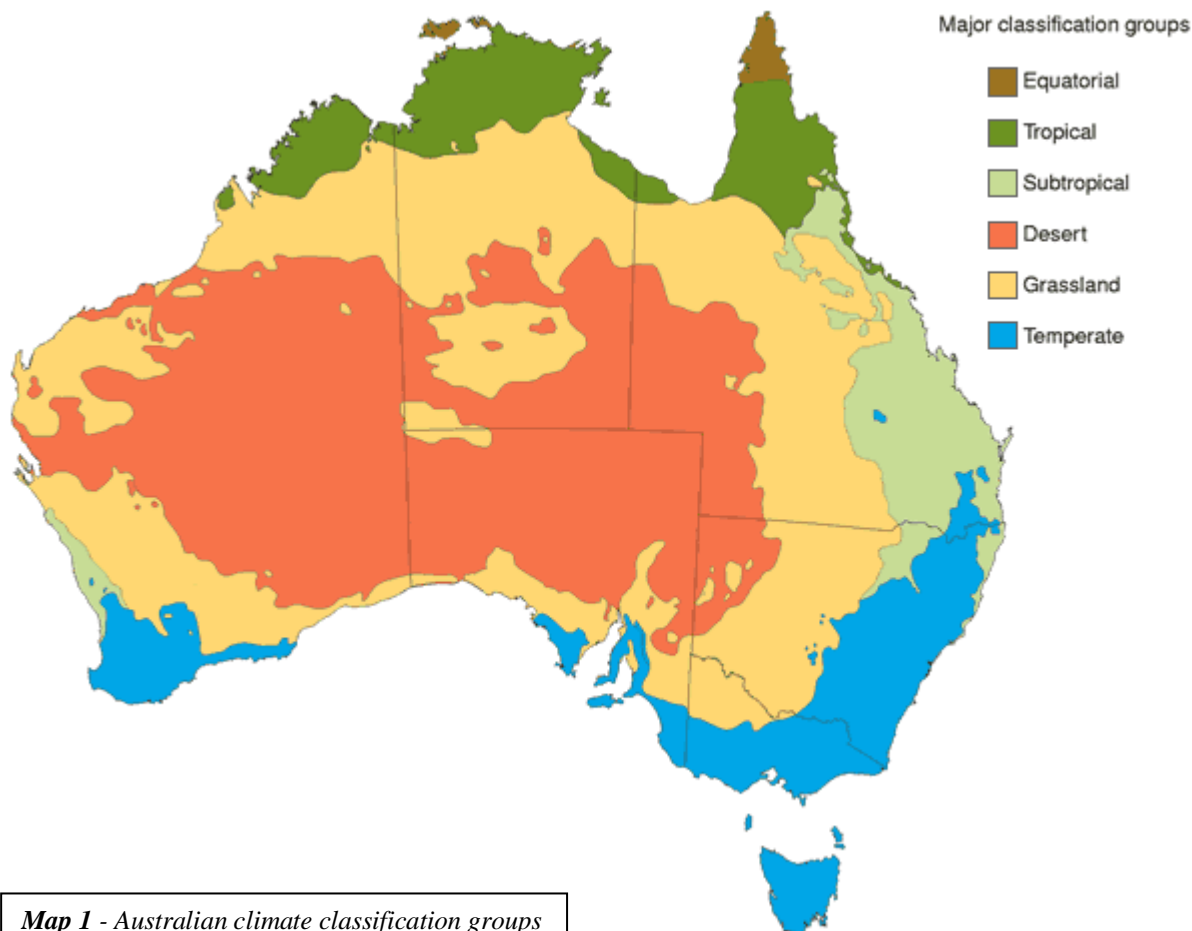 Major classification groups
Equatorial
Tropical
Subtropical
Desert
Grassland
Temperate
Map 1 - Australian climate classification groups